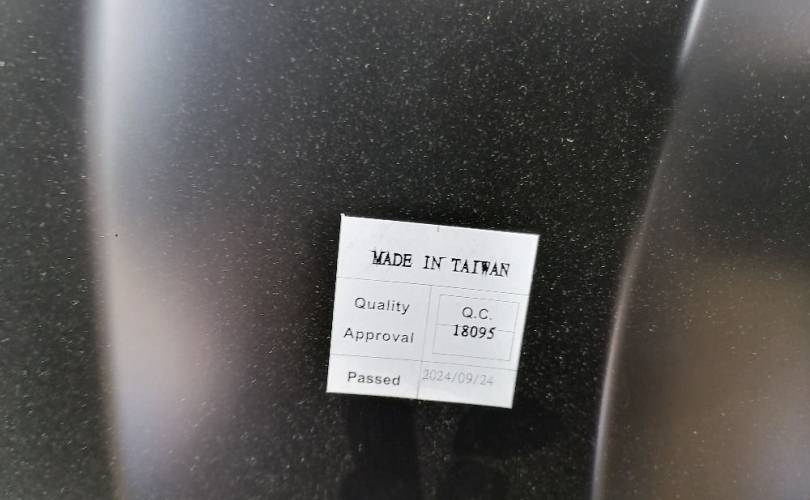 MADE IN TAIWAN
Quality Approval
Q.C.
18095
Passed 2024/09/24